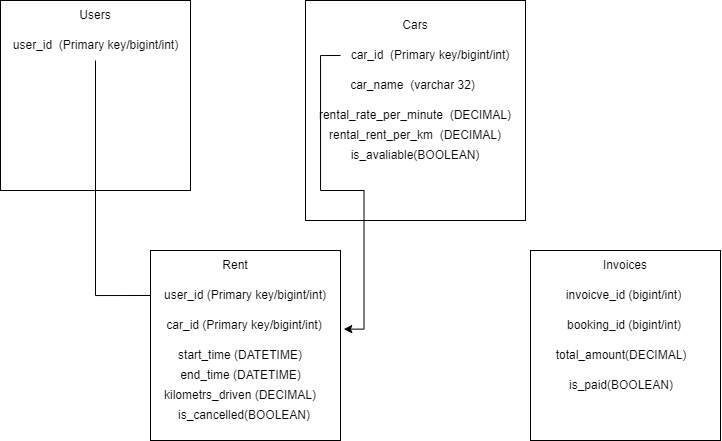 Users
user_id (Primary key/bigint/int)
Cars
car_id (Primary key/bigint/int)
car_name (varchar 32)
rental_rate_per_minute (DECIMAL)
rental_rent_per_km (DECIMAL)
is_avaliable(BOOLEAN)
Rent
user_id (Primary key/bigint/int)
car_id (Primary key/bigint/int)
start_time (DATETIME)
end_time (DATETIME)
kilometrs_driven (DECIMAL)
is_cancelled(BOOLEAN)
Invoices
invoicve_id (bigint/int)
booking_id (bigint/int)
total_amount(DECIMAL)
is_paid(BOOLEAN)